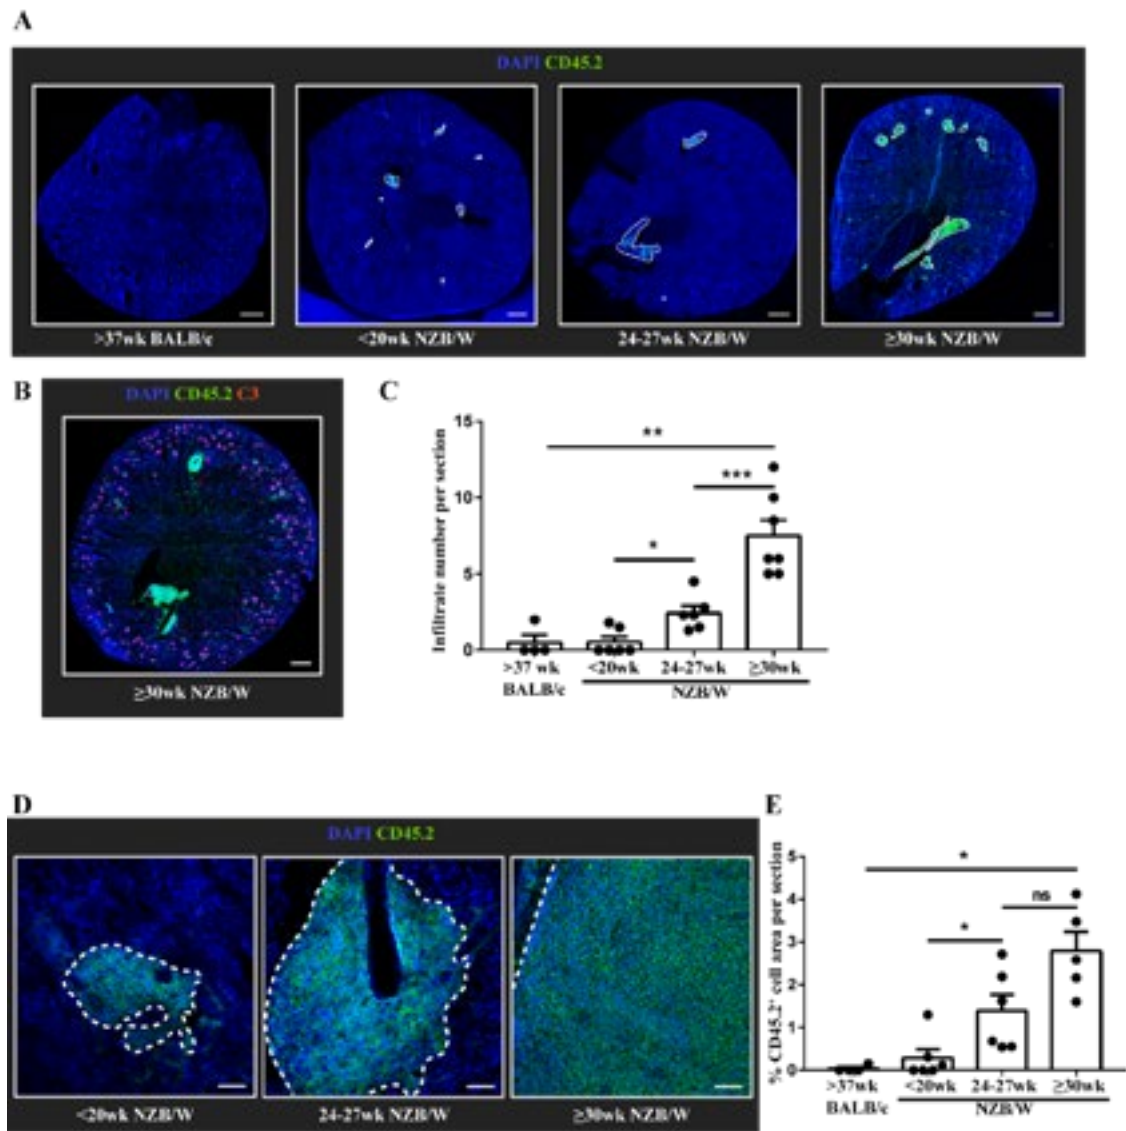 A
DAPI CD45.2
>37wk BALB/c <20wk NZB/W 24-27wk NZB/W ≥30wk NZB/W
B
DAPI CD45.2 C3
≥30wk NZB/W
C
Infiltrate number per section
15
10
5
0
**
***
*
>37 wk <20wk 24-27wk ≥30wk
BALB/c NZB/W
D
DAPI CD45.2
<20wk NZB/W 24-27wk NZB/W ≥30wk NZB/W
E
% CD45.2⁺ cell area per section
5
4
3
2
1
0
*
ns
*
>37wk <20wk 24-27wk ≥30wk
BALB/c NZB/W